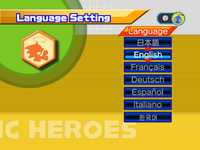 Language Setting
Language
日本語
English
Français
Deutsch
Español
Italiano
한국어
IC HEROES